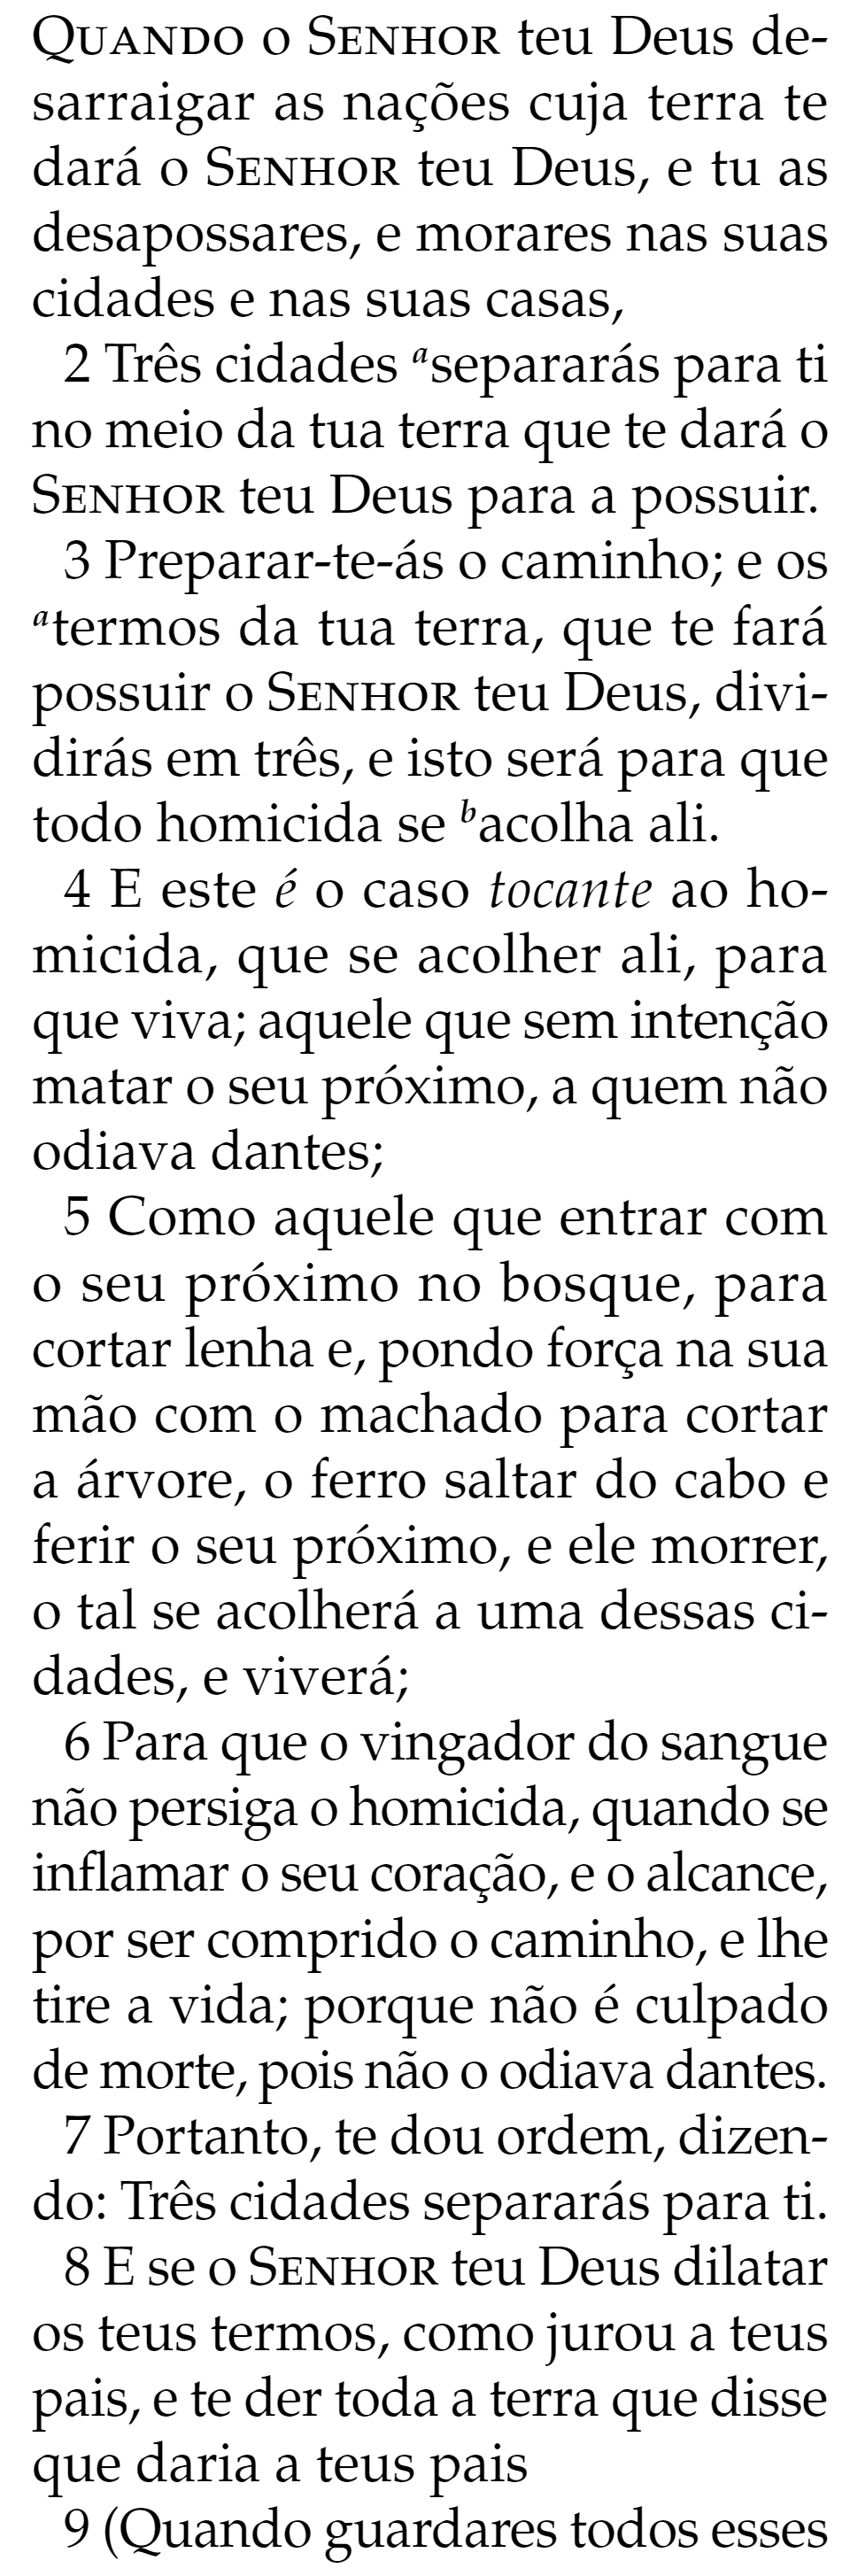 QUANDO o SENHOR teu Deus de-
sarraigar as nações cuja terra te
dará o SENHOR teu Deus, e tu as
desapossares, e morares nas suas
cidades e nas suas casas,
2 Três cidades ᵃsepararás para ti
no meio da tua terra que te dará o
SENHOR teu Deus para a possuir.
3 Preparar-te-ás o caminho; e os
ᵃtermos da tua terra, que te fará
possuir o SENHOR teu Deus, divi-
dirás em três, e isto será para que
todo homicida se ᵇacolha ali.
4 E este é o caso tocante ao ho-
micida, que se acolher ali, para
que viva; aquele que sem intenção
matar o seu próximo, a quem não
odiava dantes;
5 Como aquele que entrar com
o seu próximo no bosque, para
cortar lenha e, pondo força na sua
mão com o machado para cortar
a árvore, o ferro saltar do cabo e
ferir o seu próximo, e ele morrer,
o tal se acolherá a uma dessas ci-
dades, e viverá;
6 Para que o vingador do sangue
não persiga o homicida, quando se
inflamar o seu coração, e o alcance,
por ser comprido o caminho, e lhe
tire a vida; porque não é culpado
de morte, pois não o odiava dantes.
7 Portanto, te dou ordem, dizen-
do: Três cidades separarás para ti.
8 E se o SENHOR teu Deus dilatar
os teus termos, como jurou a teus
pais, e te der toda a terra que disse
que daria a teus pais
9 (Quando guardares todos esses